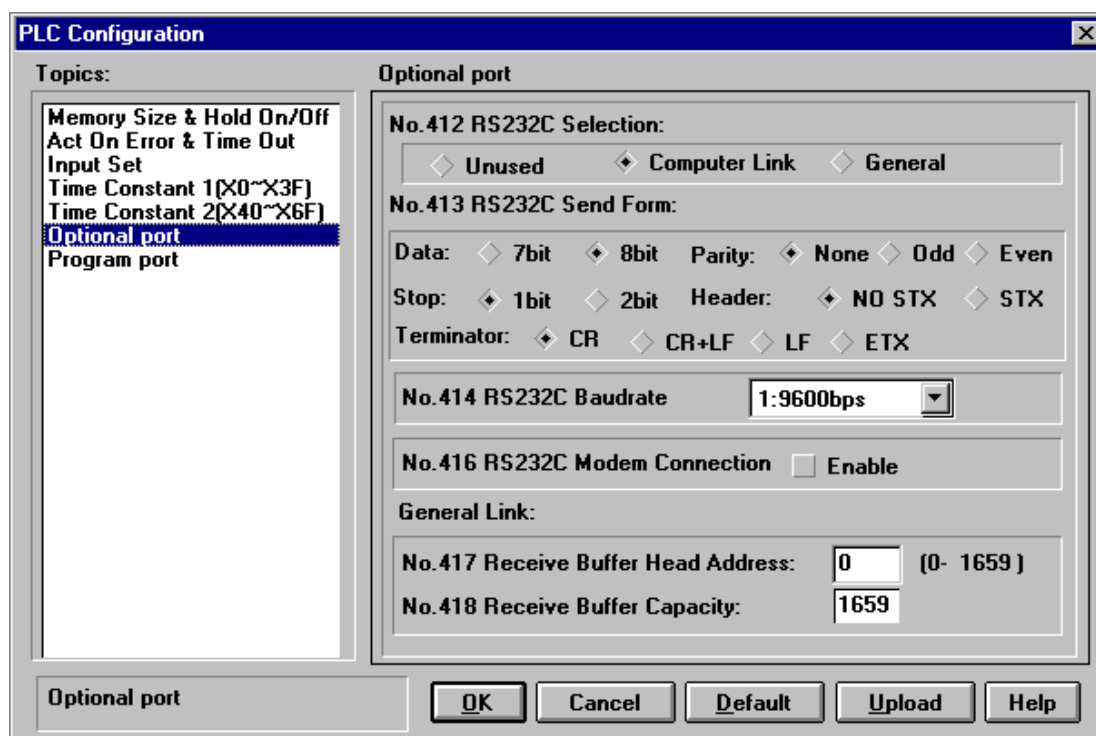 PLC Configuration
Topics:
Memory Size & Hold On/Off
Act On Error & Time Out
Input Set
Time Constant 1(X0~X3F)
Time Constant 2(X40~X6F)
Optional port
Program port
Optional port
No.412 RS232C Selection:
Unused Computer Link General
No.413 RS232C Send Form:
Data: 7bit 8bit Parity: None Odd Even
Stop: 1bit 2bit Header: NO STX STX
Terminator: CR CR+LF LF ETX
No.414 RS232C Baudrate 1:9600bps
No.416 RS232C Modem Connection Enable
General Link:
No.417 Receive Buffer Head Address: 0 (0- 1659 )
No.418 Receive Buffer Capacity: 1659
Optional port
OK Cancel Default Upload Help